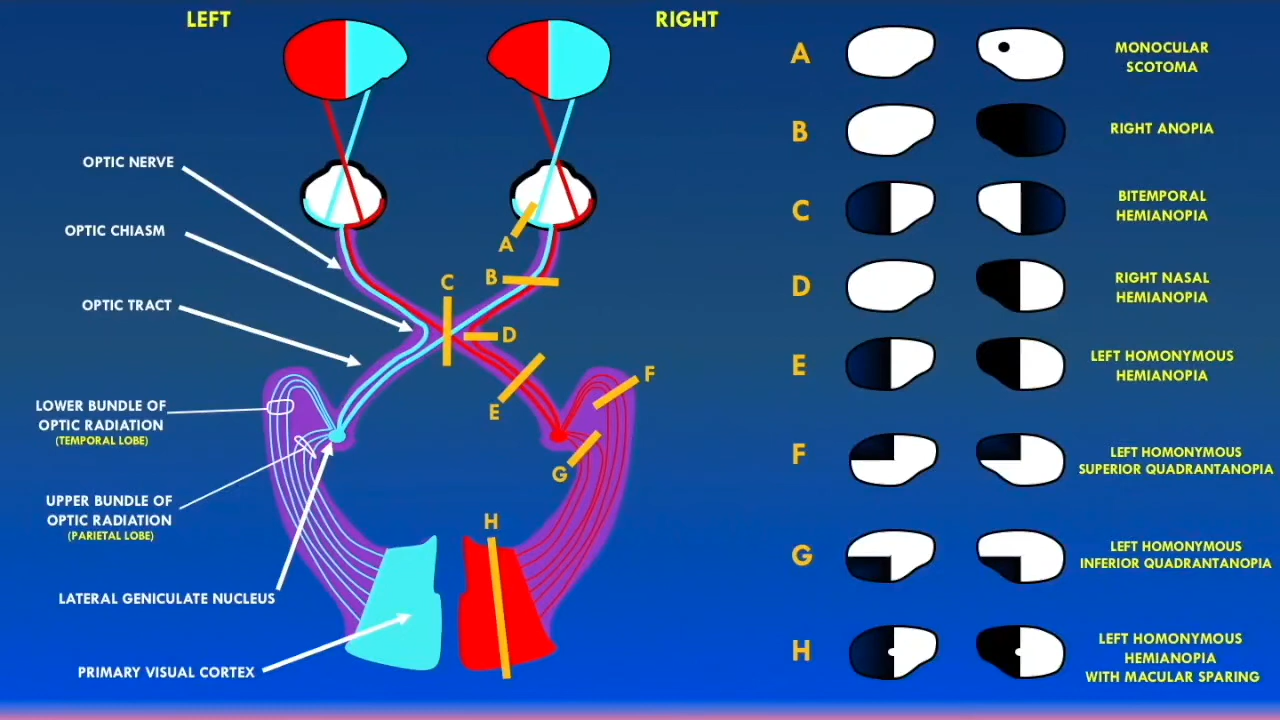 LEFT
RIGHT
OPTIC NERVE
OPTIC CHIASM
OPTIC TRACT
LOWER BUNDLE OF
OPTIC RADIATION
(TEMPORAL LOBE)
UPPER BUNDLE OF
OPTIC RADIATION
(PARIETAL LOBE)
LATERAL GENICULATE NUCLEUS
PRIMARY VISUAL CORTEX
A
B
C
D
E
F
G
H
A
MONOCULAR
SCOTOMA
B
RIGHT ANOPIA
C
BITEMPORAL
HEMIANOPIA
D
RIGHT NASAL
HEMIANOPIA
E
LEFT HOMONYMOUS
HEMIANOPIA
F
LEFT HOMONYMOUS
SUPERIOR QUADRANTANOPIA
G
LEFT HOMONYMOUS
INFERIOR QUADRANTANOPIA
H
LEFT HOMONYMOUS
HEMIANOPIA
WITH MACULAR SPARING